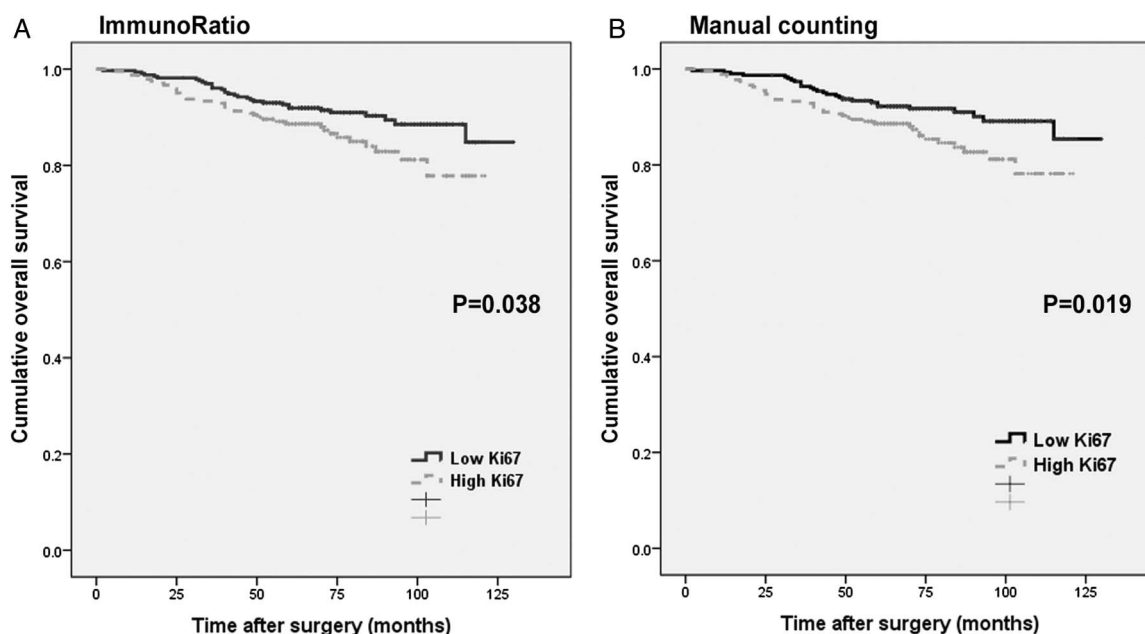 A
ImmunoRatio
Cumulative overall survival
1.0
0.8
0.6
0.4
0.2
0.0
P=0.038
Low Ki67
High Ki67
0 25 50 75 100 125
Time after surgery (months)
B
Manual counting
Cumulative overall survival
1.0
0.8
0.6
0.4
0.2
0.0
P=0.019
Low Ki67
High Ki67
0 25 50 75 100 125
Time after surgery (months)